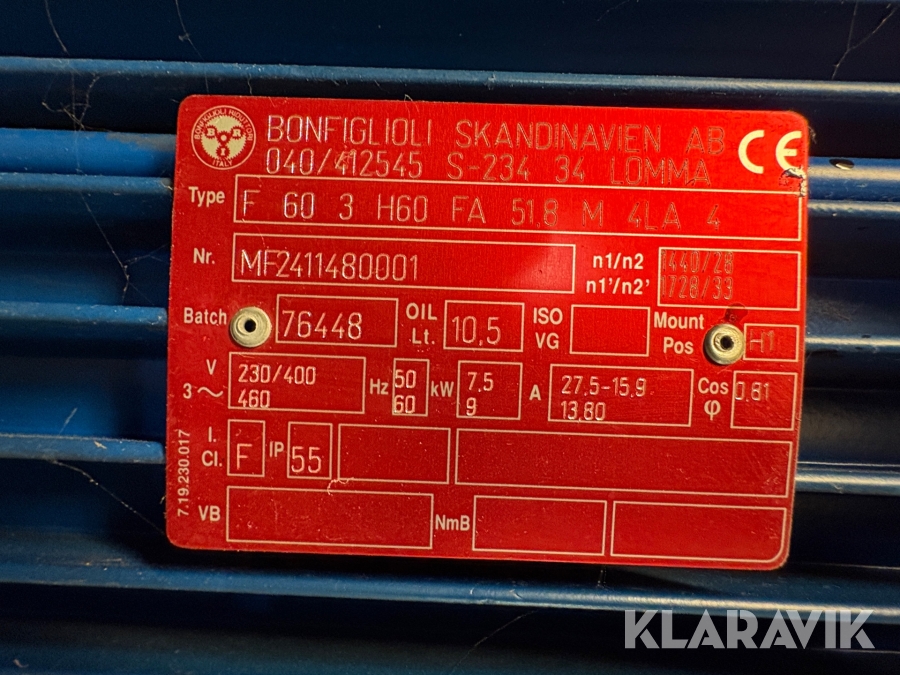 BONFIGLIOLI RIDUTTORI
B R
I
ITALY
BONFIGLIOLI SKANDINAVIEN AB
040/412545 S-234 34 LOMMA
CE
Type F 60 3 H60 FA 51,8 M 4LA 4
Nr. MF2411480001 n1/n2 1440/28
n1'/n2' 1728/33
Batch 76448 OIL Lt. 10,5 ISO VG Mount Pos H1
V 3~ 230/400 Hz 50 kW 7,5 A 27.5-15,9 Cos φ 0,81
460 60 9 13,80
I. Cl. F IP 55
VB NmB
7.19.230.017
KLARAVIK